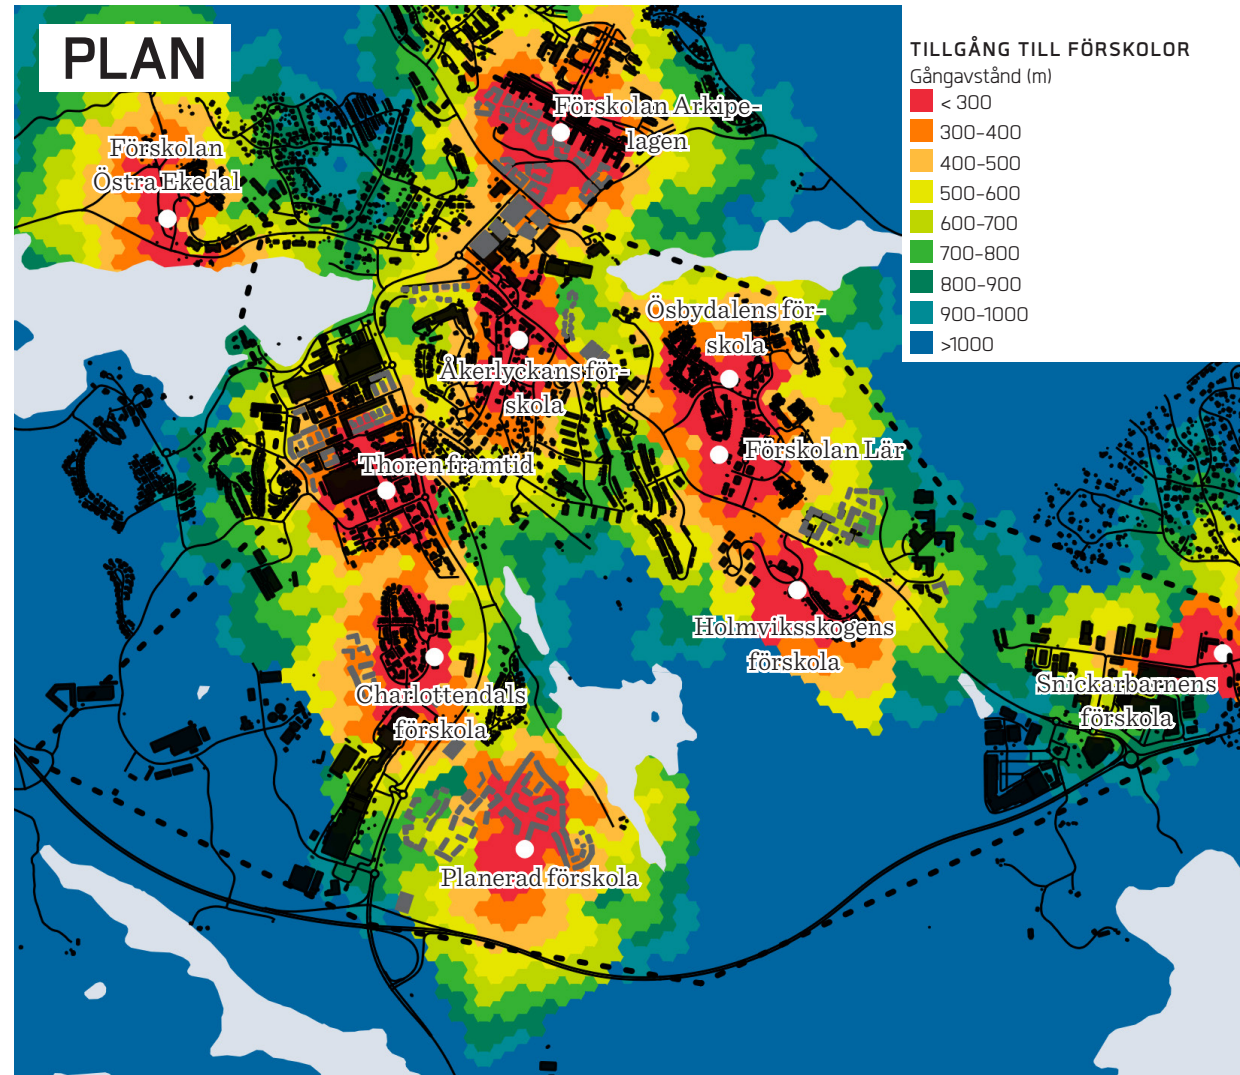 PLAN
TILLGÅNG TILL FÖRSKOLOR
Gångavstånd (m)
< 300
300-400
400-500
500-600
600-700
700-800
800-900
900-1000
>1000
Förskolan Arkipe-
lagen
Förskolan
Östra Ekedal
Ösbydalens för-
skola
Åkerlyckans för-
skola
Förskolan Lär
Thoren framtid
Holmviksskogens
förskola
Snickarbarnens
förskola
Charlottendals
förskola
Planerad förskola